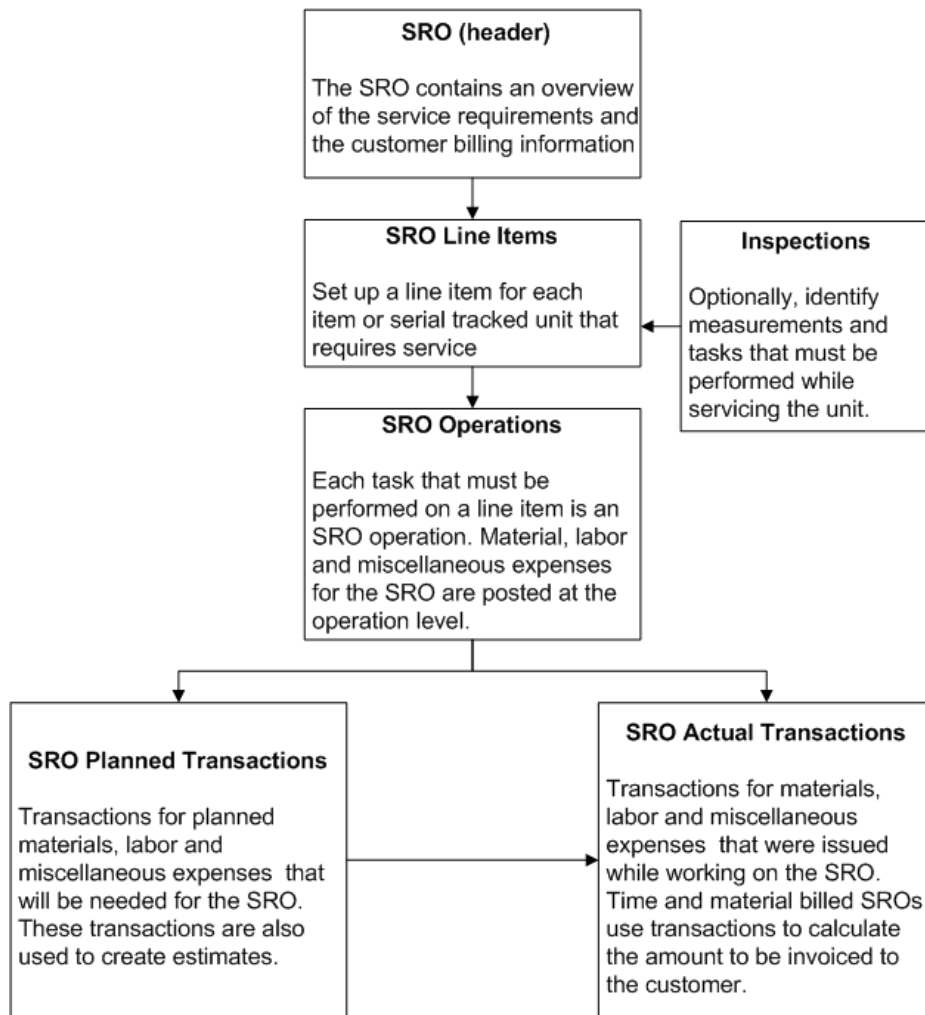 SRO (header)
The SRO contains an overview
of the service requirements and
the customer billing information
SRO Line Items
Set up a line item for each
item or serial tracked unit that
requires service
Inspections
Optionally, identify
measurements and
tasks that must be
performed while
servicing the unit.
SRO Operations
Each task that must be
performed on a line item is an
SRO operation. Material, labor
and miscellaneous expenses
for the SRO are posted at the
operation level.
SRO Planned Transactions
Transactions for planned
materials, labor and
miscellaneous expenses that
will be needed for the SRO.
These transactions are also
used to create estimates.
SRO Actual Transactions
Transactions for materials,
labor and miscellaneous
expenses that were issued
while working on the SRO.
Time and material billed SROs
use transactions to calculate
the amount to be invoiced to
the customer.